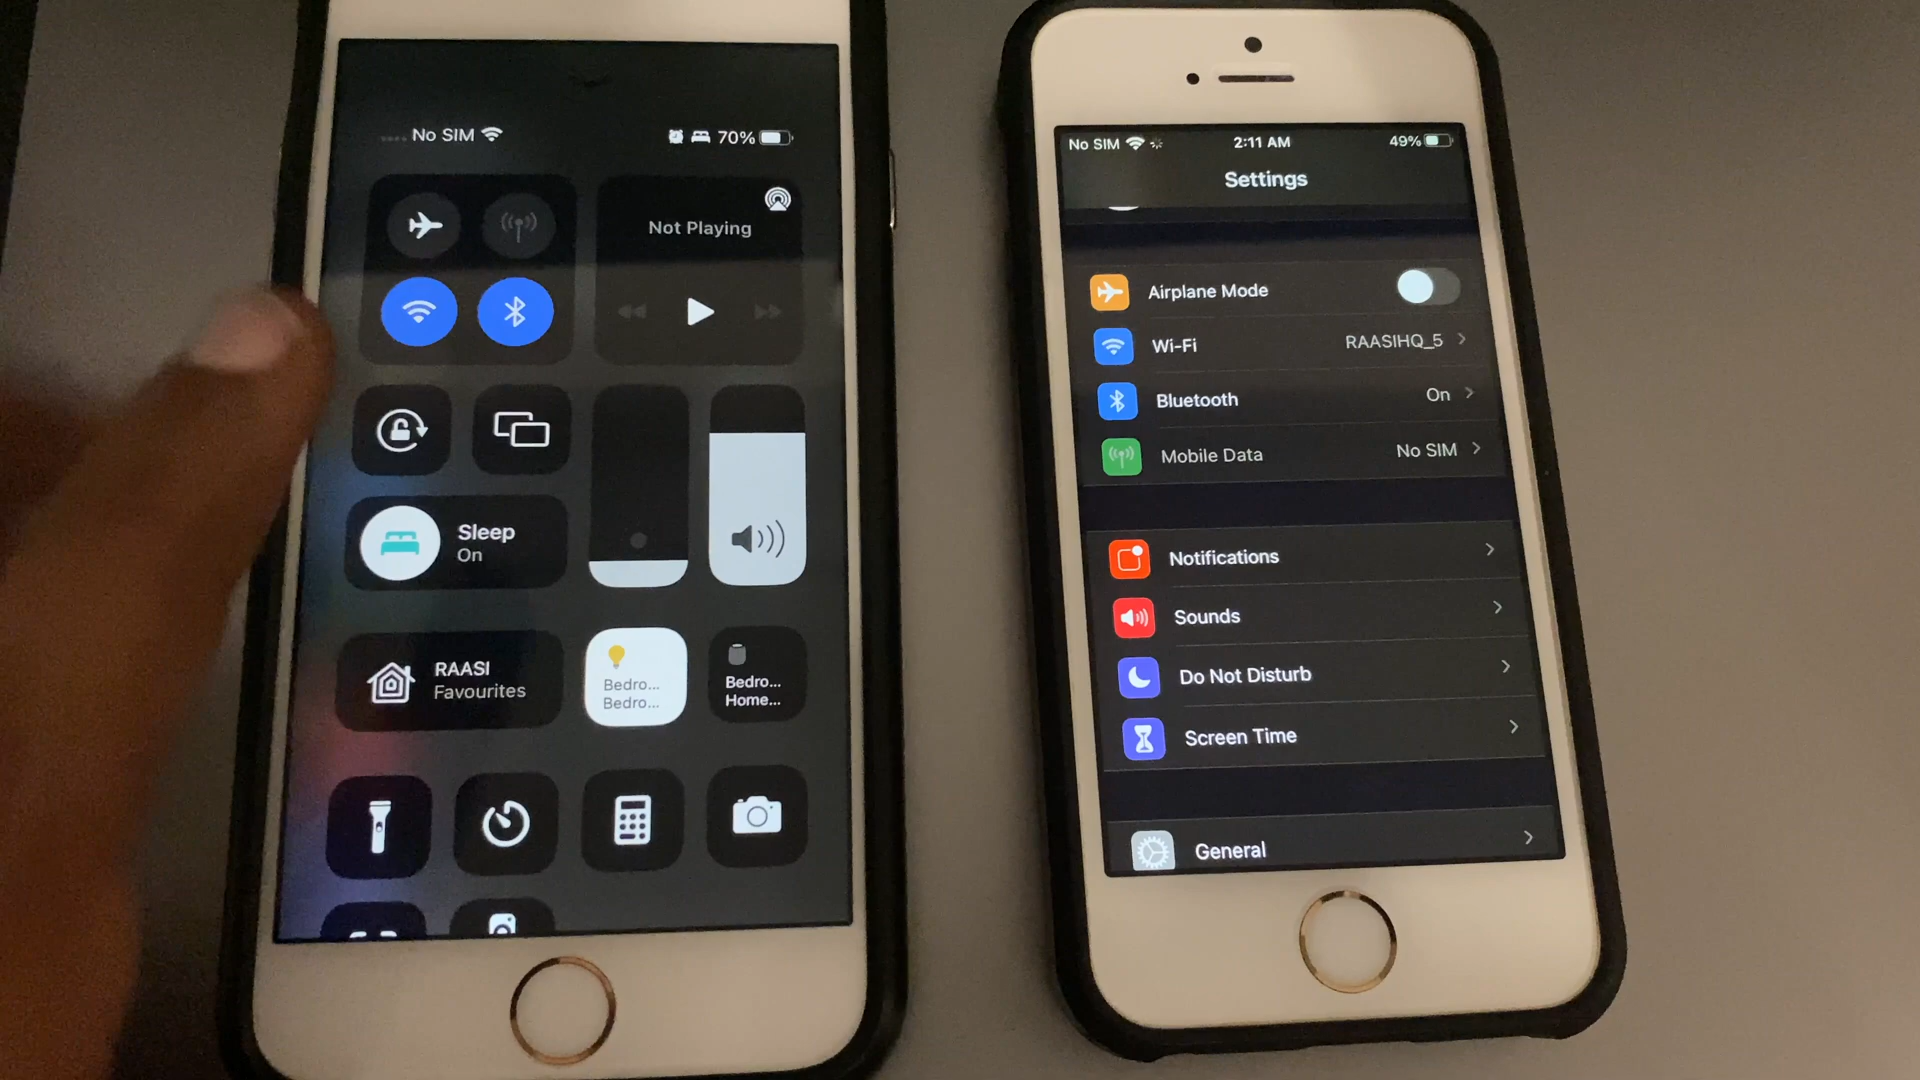 No SIM
70%
Not Playing
Sleep
On
RAASI
Favourites
Bedro...
Bedro...
Bedro...
Home...
No SIM
2:11 AM
49%
Settings
Airplane Mode
Wi-Fi
RAASIHQ_5
Bluetooth
On
Mobile Data
No SIM
Notifications
Sounds
Do Not Disturb
Screen Time
General